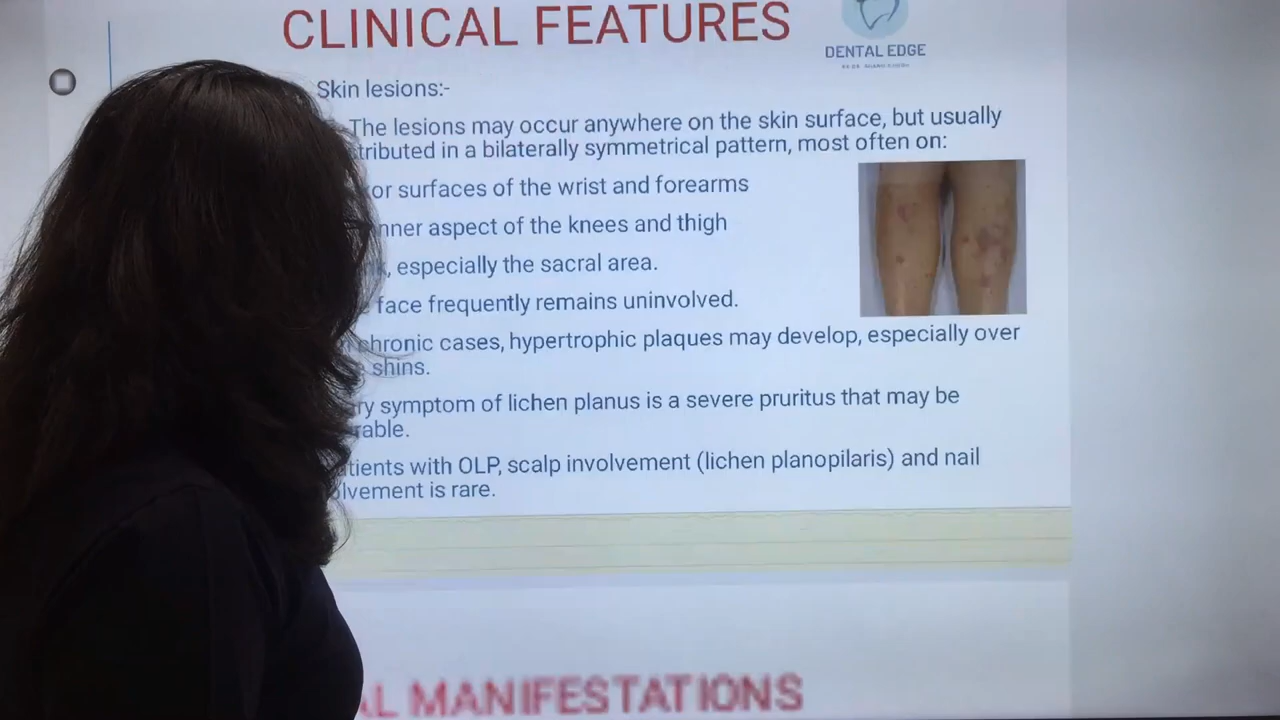 CLINICAL FEATURES
DENTAL EDGE
Skin lesions:-
The lesions may occur anywhere on the skin surface, but usually
tributed in a bilaterally symmetrical pattern, most often on:
or surfaces of the wrist and forearms
nner aspect of the knees and thigh
, especially the sacral area.
face frequently remains uninvolved.
chronic cases, hypertrophic plaques may develop, especially over
shins.
ry symptom of lichen planus is a severe pruritus that may be
rable.
tients with OLP, scalp involvement (lichen planopilaris) and nail
olvement is rare.
AL MANIFESTATIONS